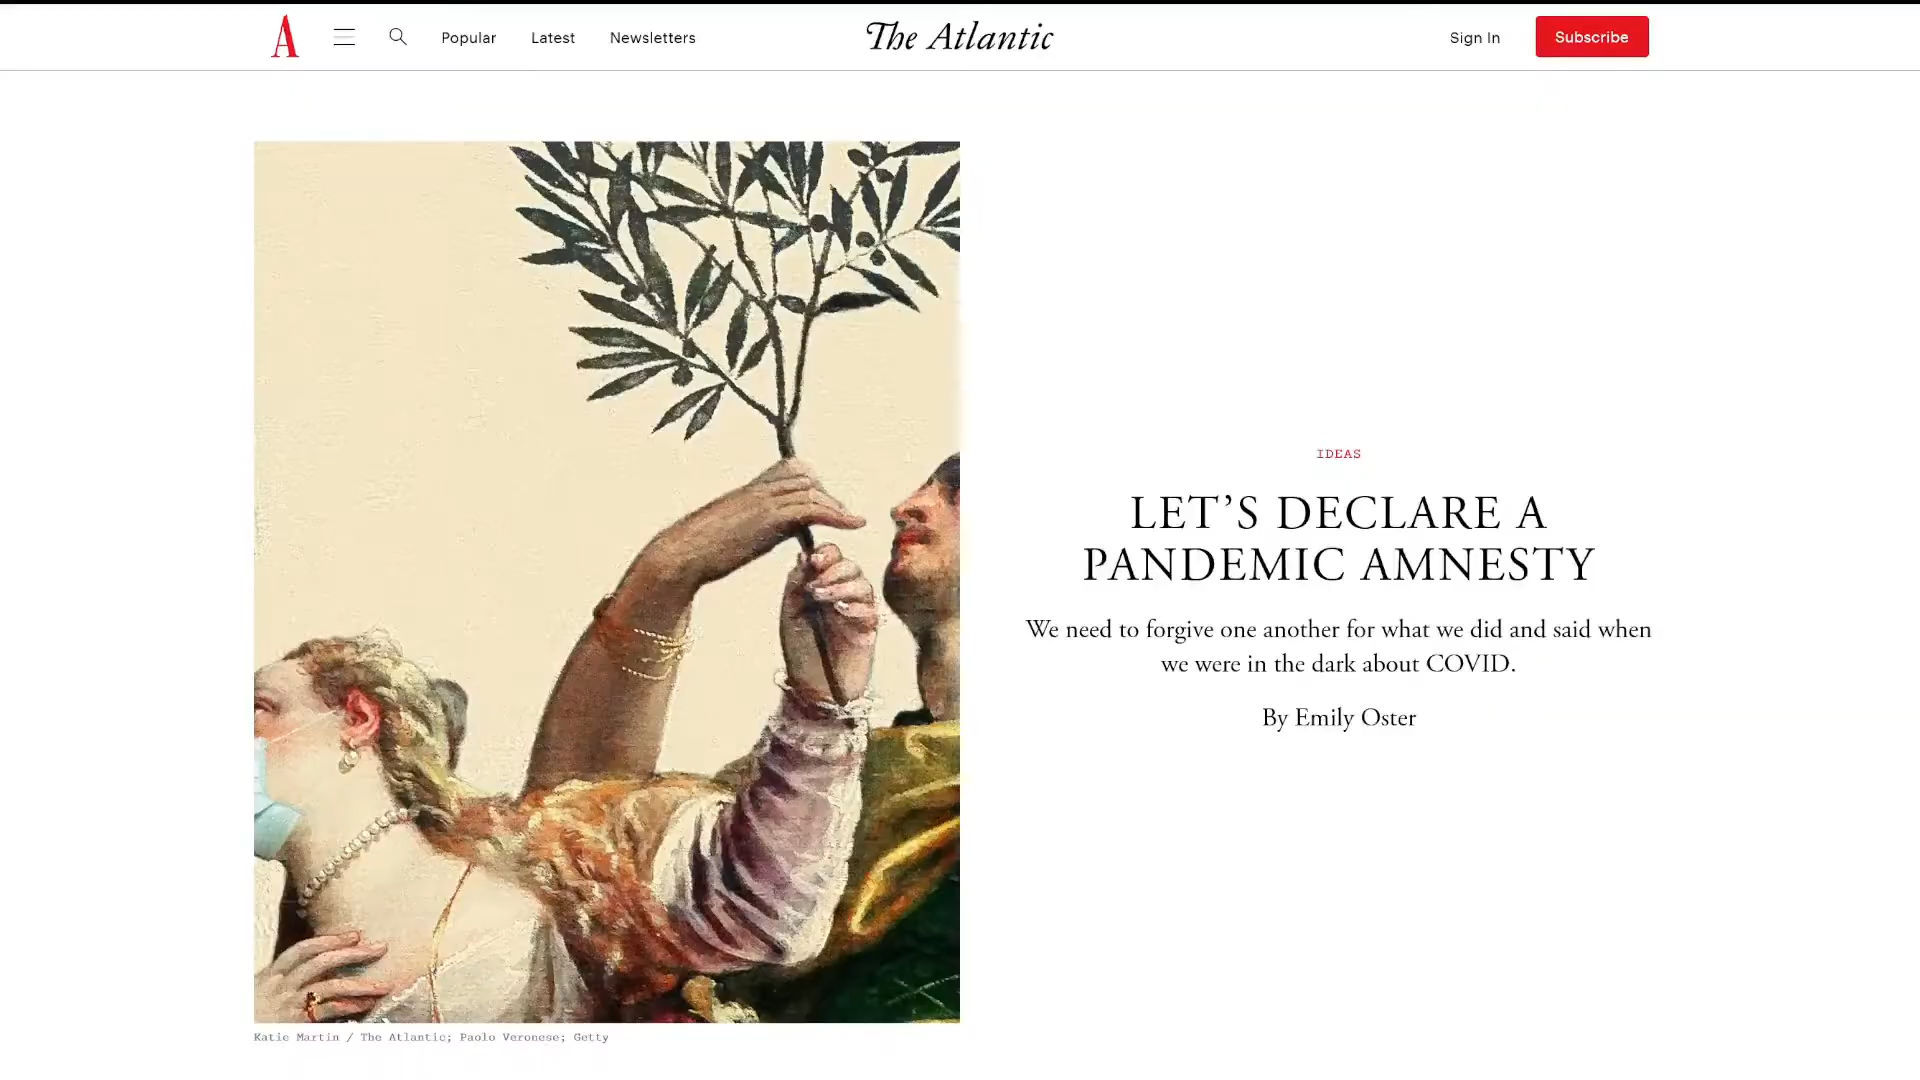 A
Popular
Latest
Newsletters
The Atlantic
Sign In
Subscribe
IDEAS
LET’S DECLARE A
PANDEMIC AMNESTY
We need to forgive one another for what we did and said when
we were in the dark about COVID.
By Emily Oster
Katie Martin / The Atlantic; Paolo Veronese; Getty